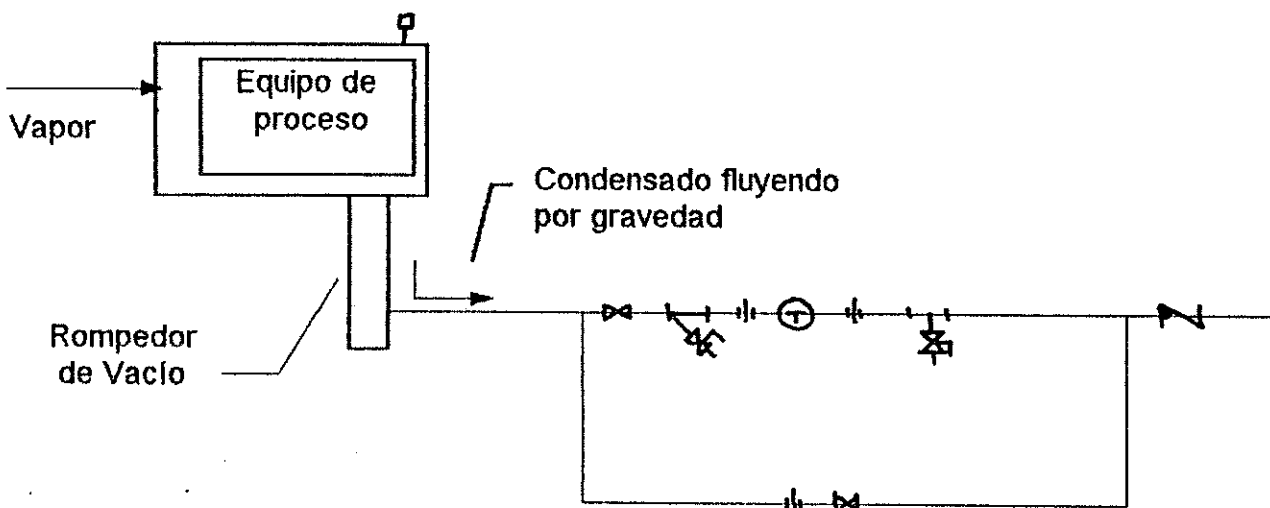 Equipo de
proceso
Vapor
Condensado fluyendo
por gravedad
Rompedor
de Vacío
T